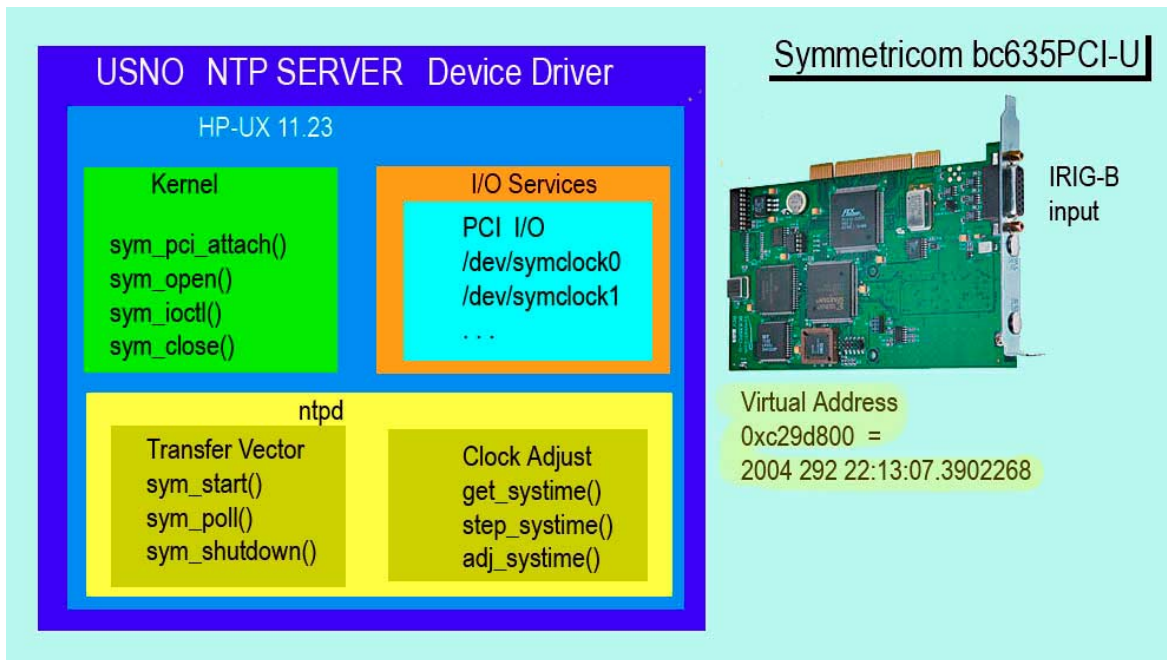 USNO NTP SERVER Device Driver
HP-UX 11.23
Kernel
sym_pci_attach()
sym_open()
sym_ioctl()
sym_close()
I/O Services
PCI I/O
/dev/symclock0
/dev/symclock1
. . .
ntpd
Transfer Vector
sym_start()
sym_poll()
sym_shutdown()
Clock Adjust
get_systime()
step_systime()
adj_systime()
Symmetricom bc635PCI-U
IRIG-B
input
Virtual Address
0xc29d800 =
2004 292 22:13:07.3902268